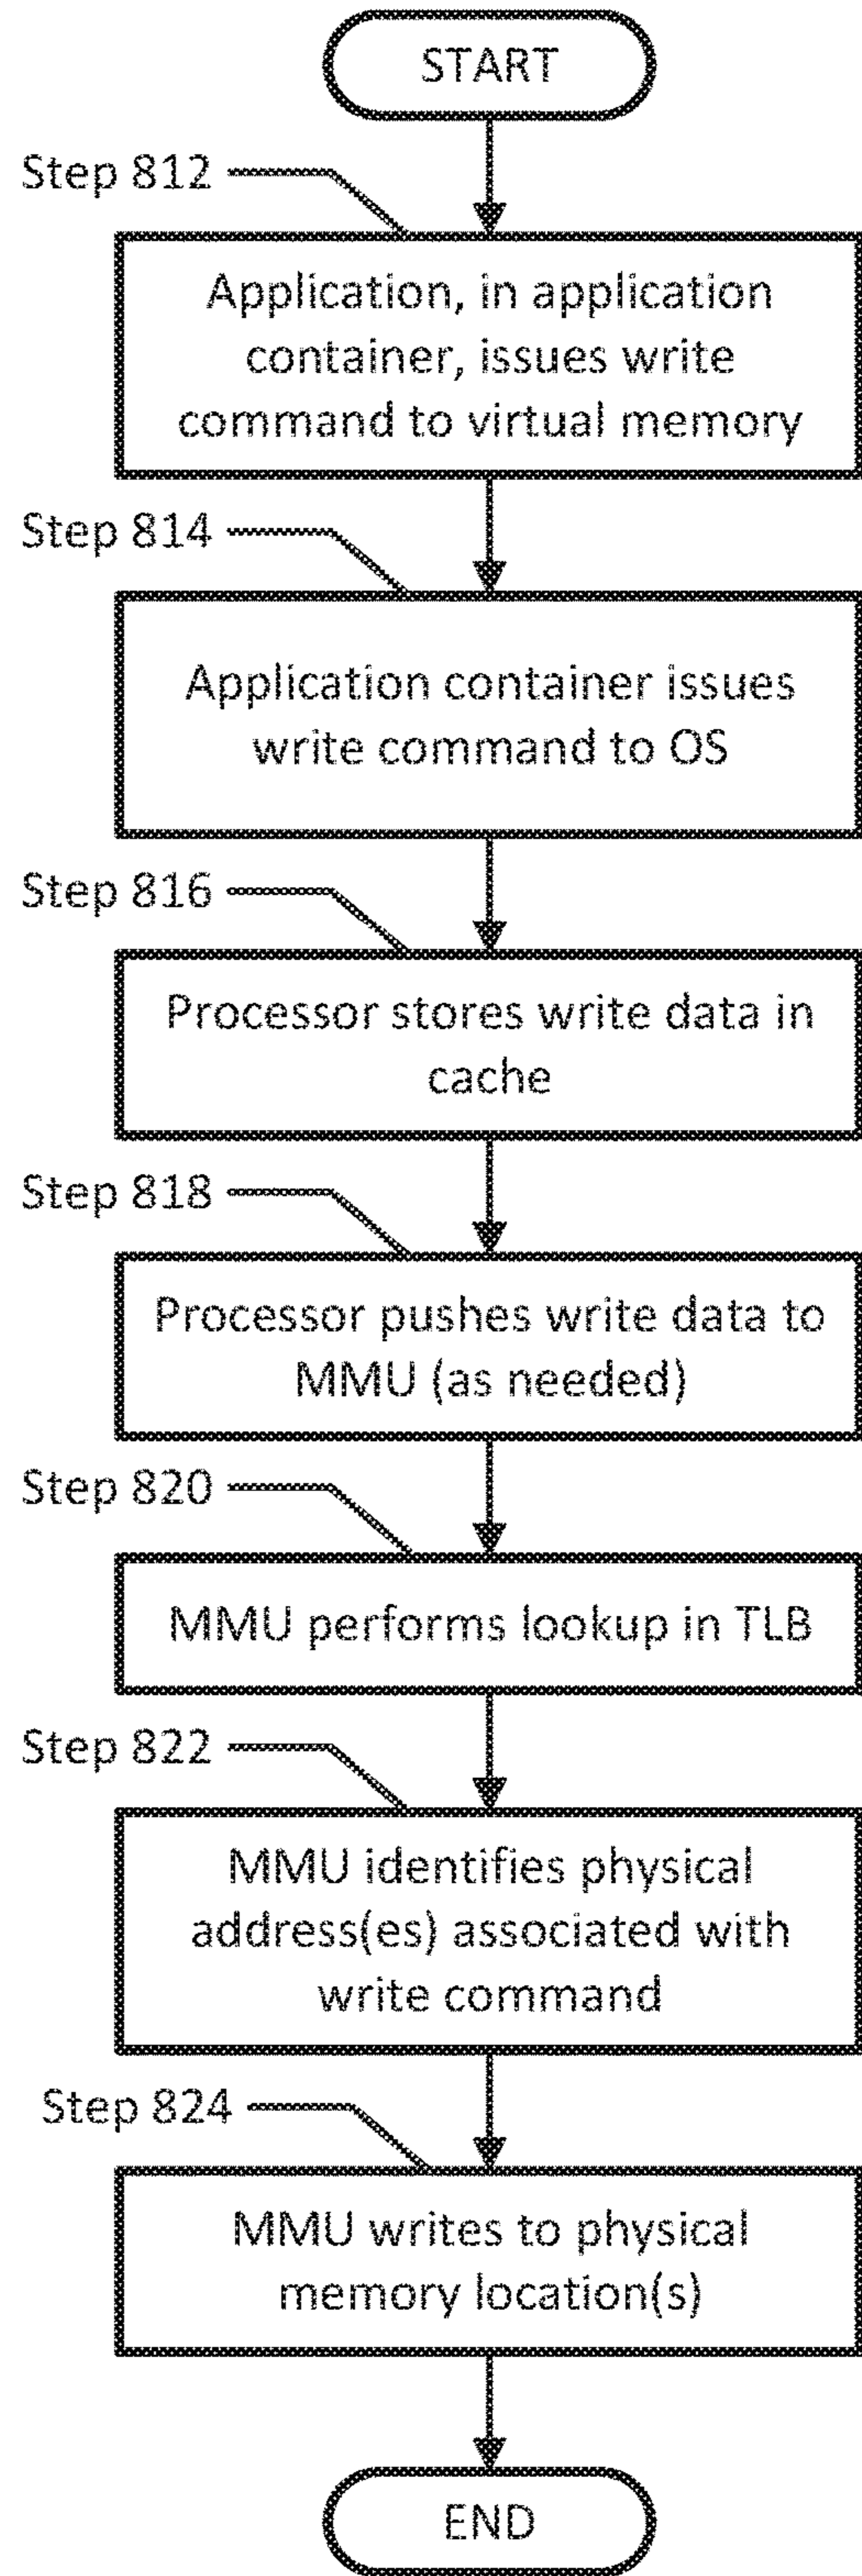 START
Step 812
Application, in application
container, issues write
command to virtual memory
Step 814
Application container issues
write command to OS
Step 816
Processor stores write data in
cache
Step 818
Processor pushes write data to
MMU (as needed)
Step 820
MMU performs lookup in TLB
Step 822
MMU identifies physical
address(es) associated with
write command
Step 824
MMU writes to physical
memory location(s)
END